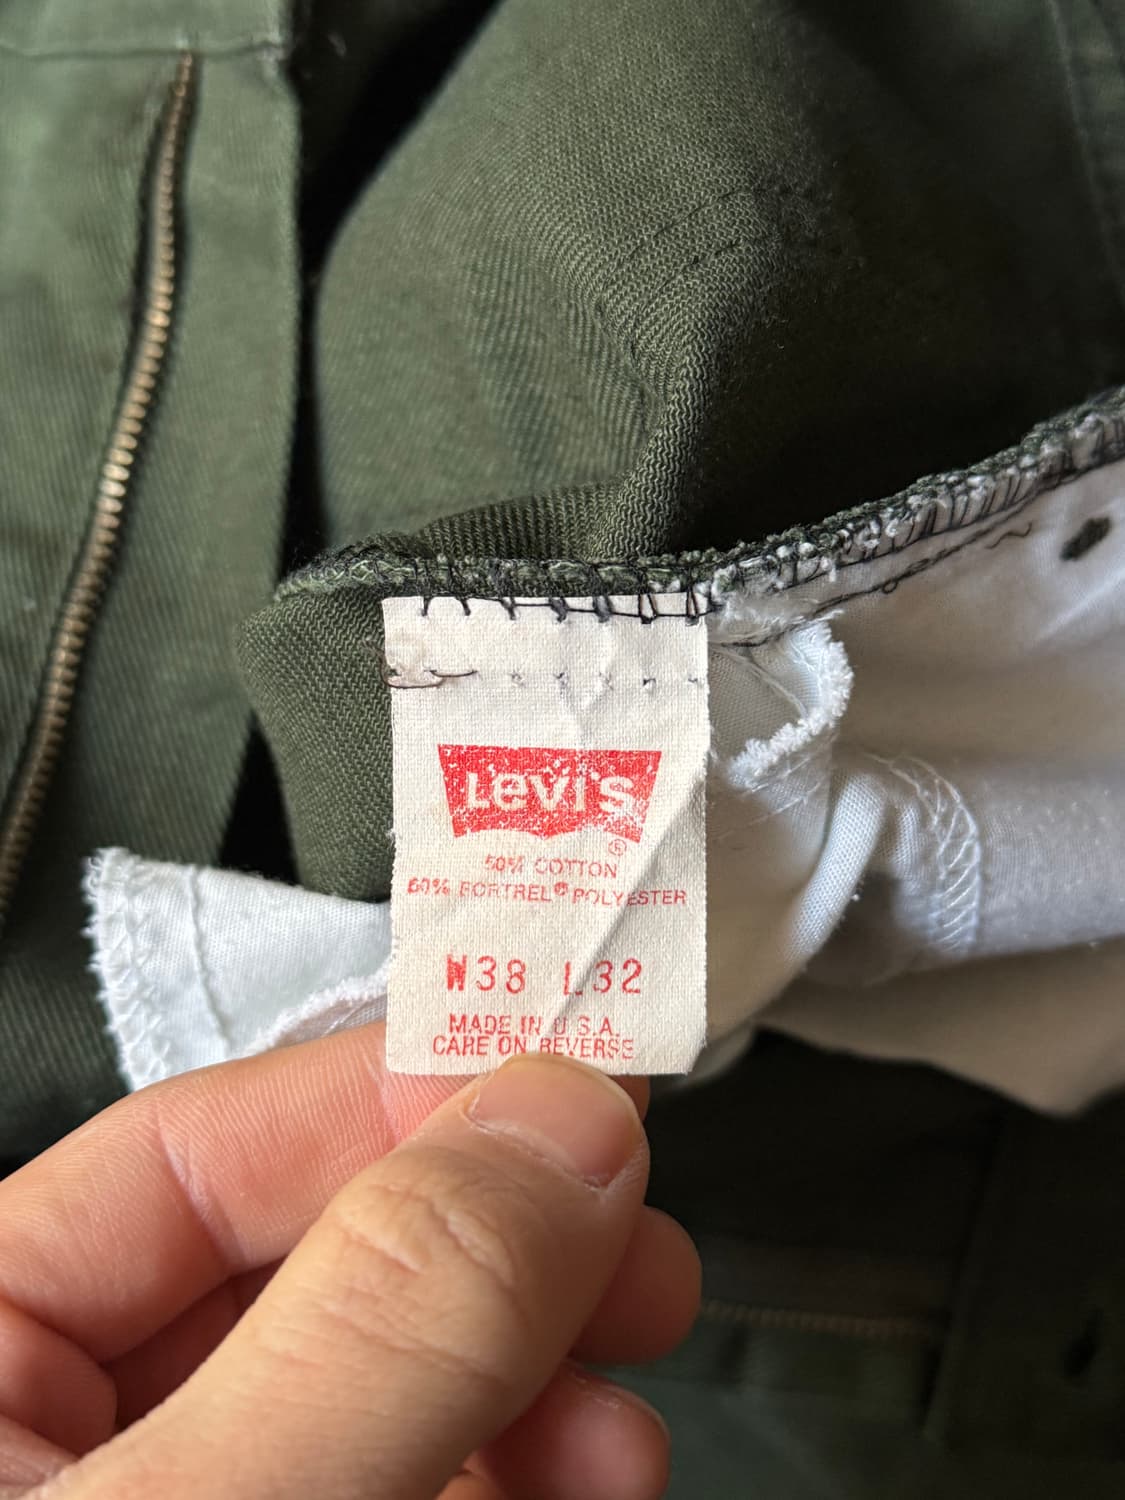 Levi's
®
50% COTTON
50% FORTREL® POLYESTER
W38 L32
MADE IN U.S.A.
CARE ON REVERSE